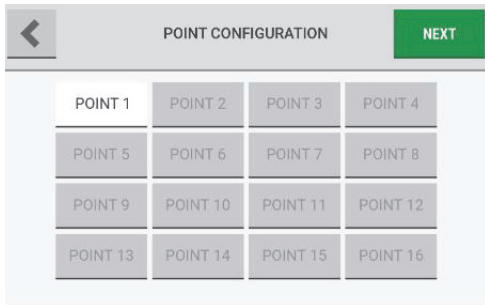 POINT CONFIGURATION NEXT
POINT 1 POINT 2 POINT 3 POINT 4
POINT 5 POINT 6 POINT 7 POINT 8
POINT 9 POINT 10 POINT 11 POINT 12
POINT 13 POINT 14 POINT 15 POINT 16